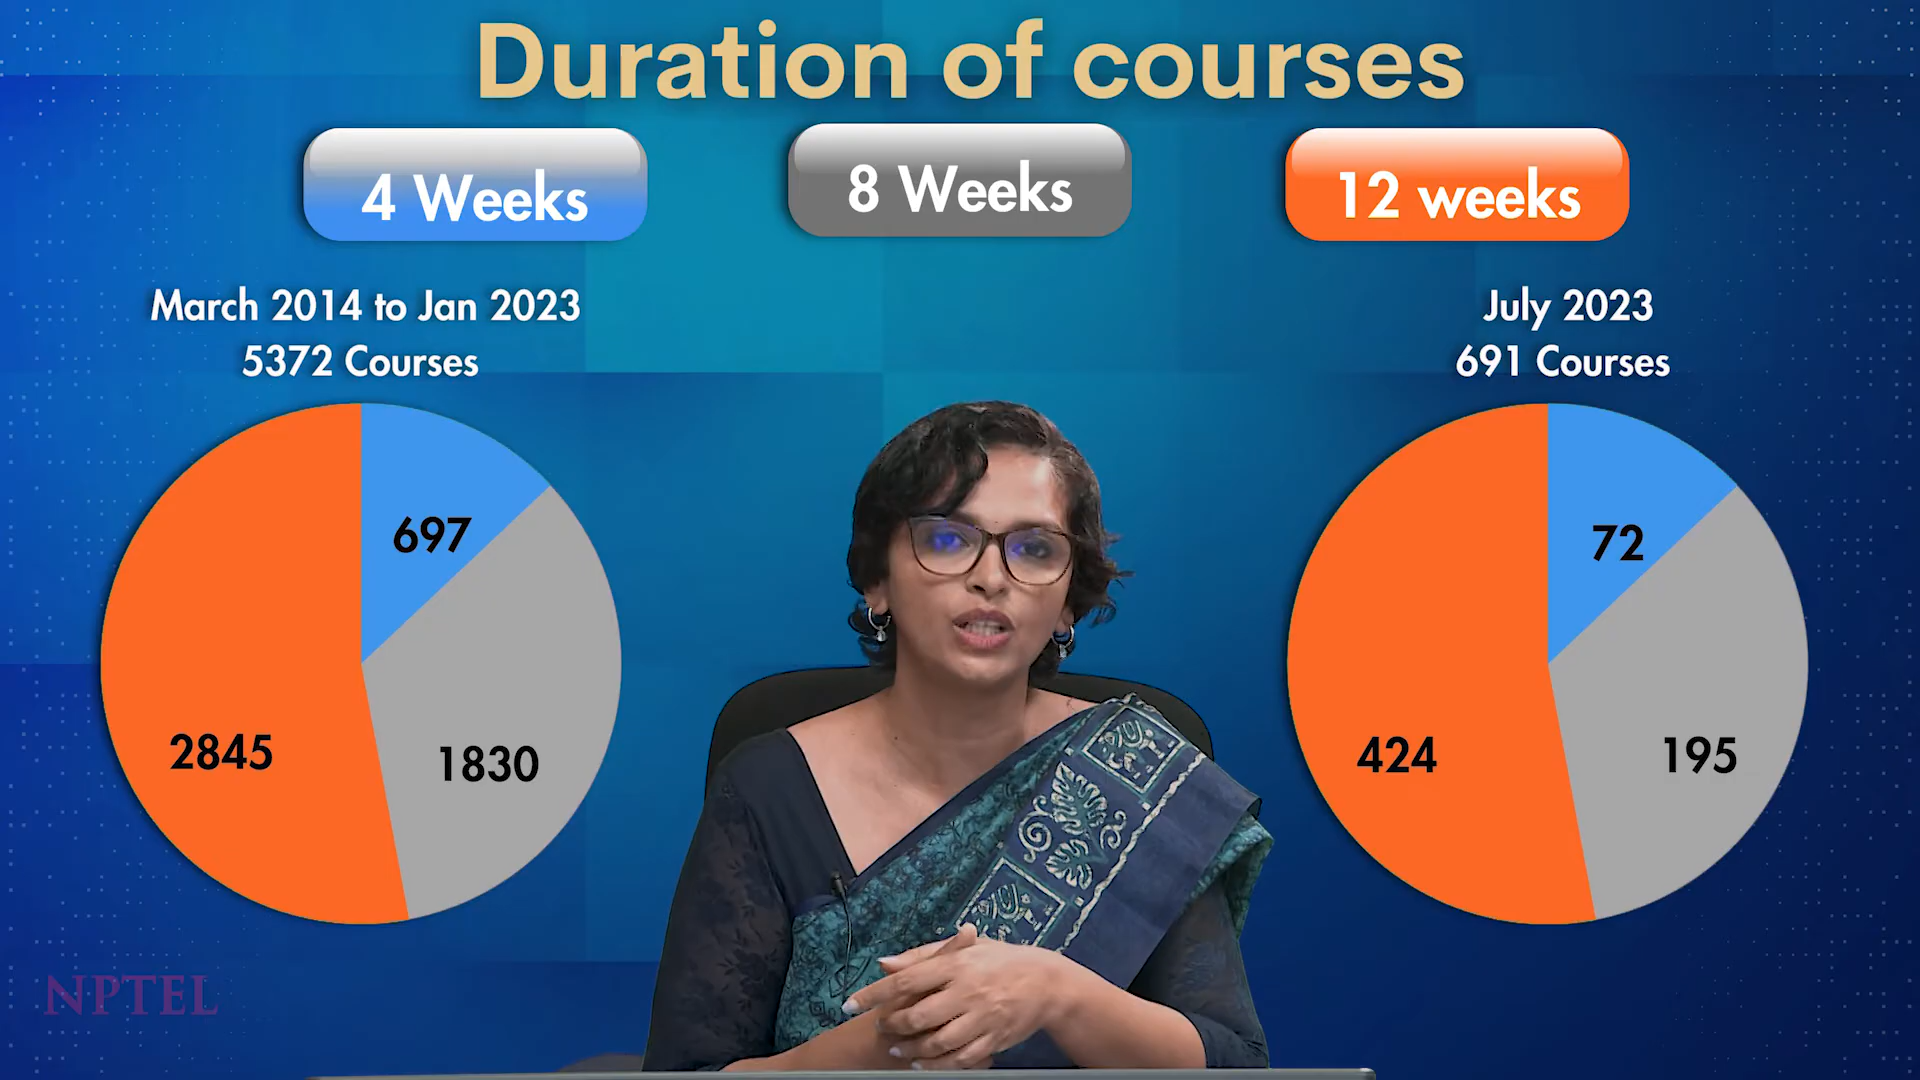 Duration of courses
4 Weeks
8 Weeks
12 weeks
March 2014 to Jan 2023
5372 Courses
July 2023
691 Courses
697
2845
1830
72
424
195
NPTEL